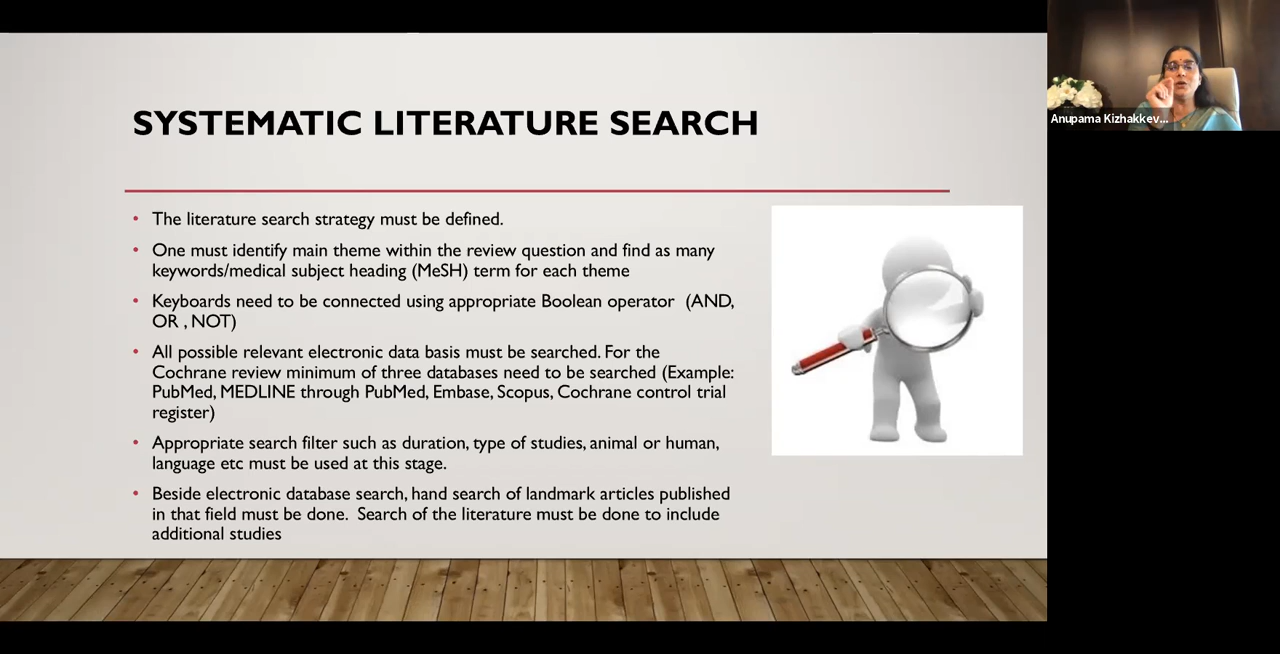 SYSTEMATIC LITERATURE SEARCH
• The literature search strategy must be defined.
• One must identify main theme within the review question and find as many
keywords/medical subject heading (MeSH) term for each theme
• Keyboards need to be connected using appropriate Boolean operator (AND,
OR , NOT)
• All possible relevant electronic data basis must be searched. For the
Cochrane review minimum of three databases need to be searched (Example:
PubMed, MEDLINE through PubMed, Embase, Scopus, Cochrane control trial
register)
• Appropriate search filter such as duration, type of studies, animal or human,
language etc must be used at this stage.
• Beside electronic database search, hand search of landmark articles published
in that field must be done. Search of the literature must be done to include
additional studies
Anupama Kizhakkev...